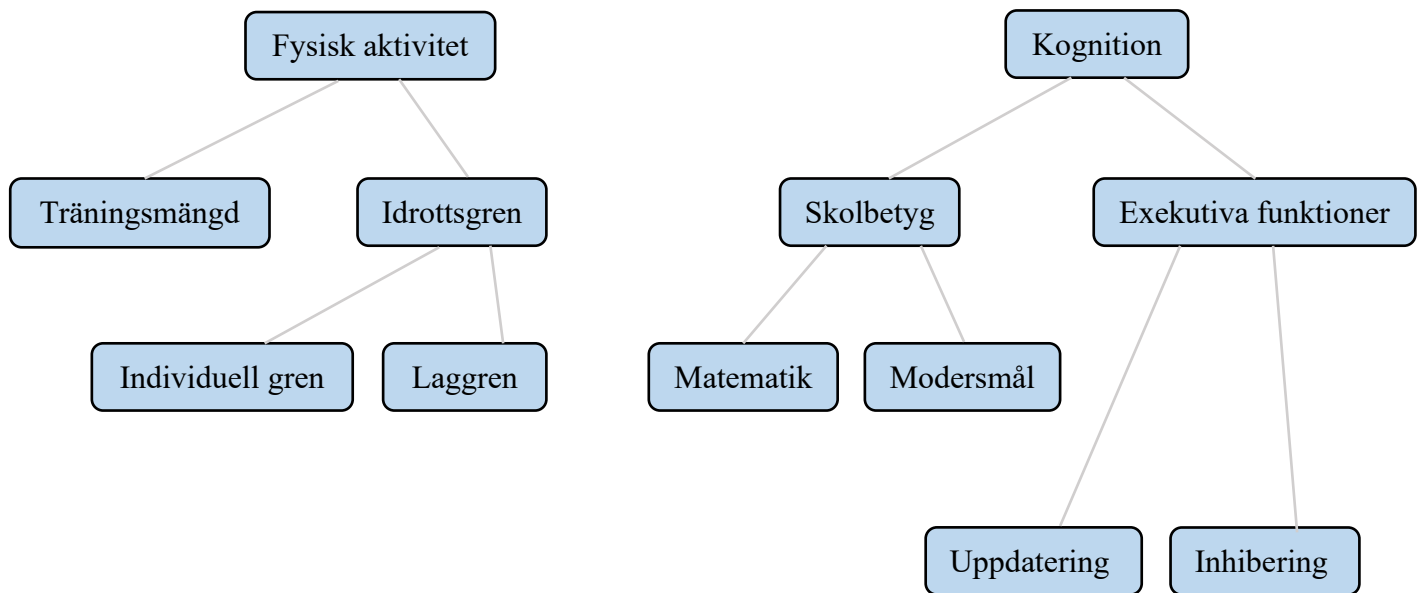 Fysisk aktivitet
Kognition
Träningsmängd
Idrottsgren
Skolbetyg
Exekutiva funktioner
Individuell gren
Laggren
Matematik
Modersmål
Uppdatering
Inhibering